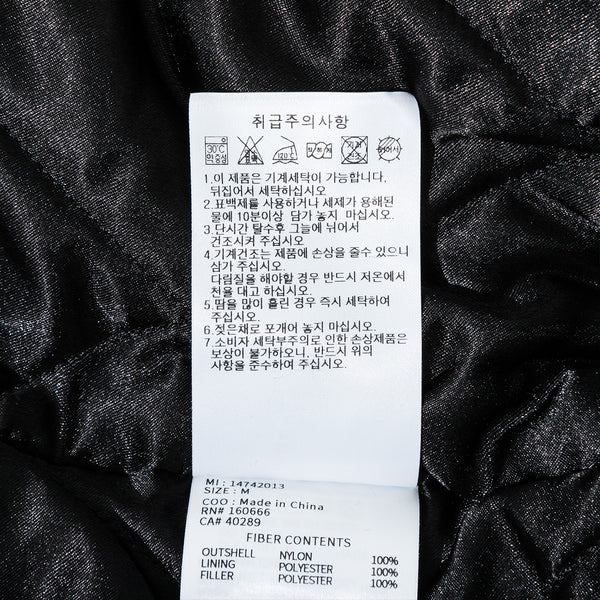 취급주의사항
30℃ 약중성 120℃
1.이 제품은 기계세탁이 가능합니다,
뒤집어서 세탁하십시오
2.표백제를 사용하거나 세제가 용해된
물에 10분이상 담가 놓지 마십시오.
3.단시간 탈수후 그늘에 뉘어서
건조시켜 주십시오
4.기계건조는 제품에 손상을 줄수 있으니
삼가 주십시오.
다림질을 해야할 경우 반드시 저온에서
천을 대고 하십시오.
5.땀을 많이 흘린 경우 즉시 세탁하여
주십시오.
6.젖은채로 포개어 놓지 마십시오.
7.소비자 세탁부주의로 인한 손상제품은
보상이 불가하오니, 반드시 위의
사항을 준수하여 주십시오.
MI : 14742013
SIZE : M
COO : Made in China
RN# 160666
CA# 40289
FIBER CONTENTS
OUTSHELL NYLON 100%
LINING POLYESTER 100%
FILLER POLYESTER 100%